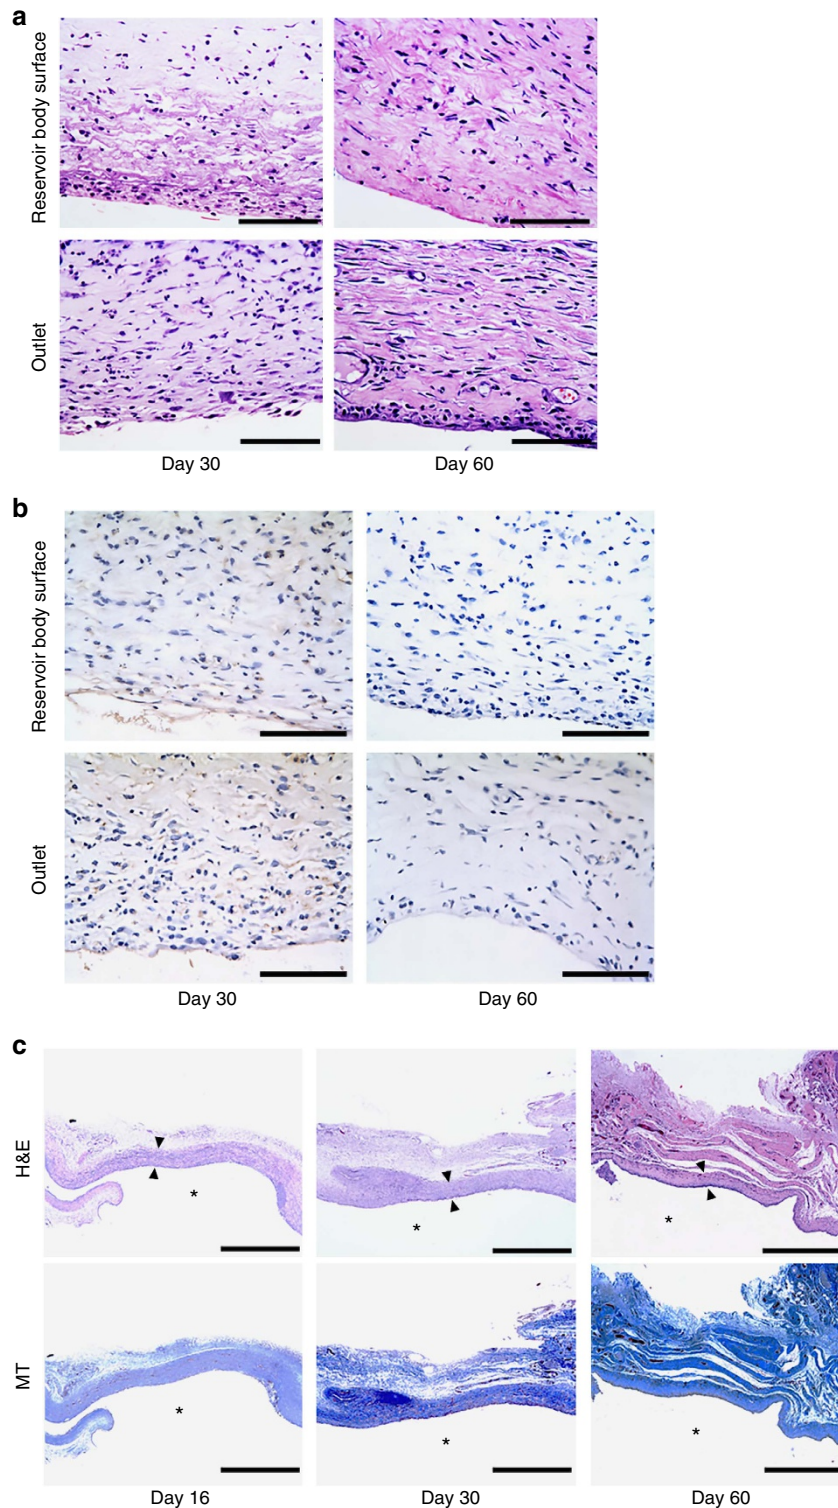 a
Reservoir body surface
Outlet
Day 30
Day 60
b
Reservoir body surface
Outlet
Day 30
Day 60
c
H&E
*
*
*
MT
*
*
*
Day 16
Day 30
Day 60